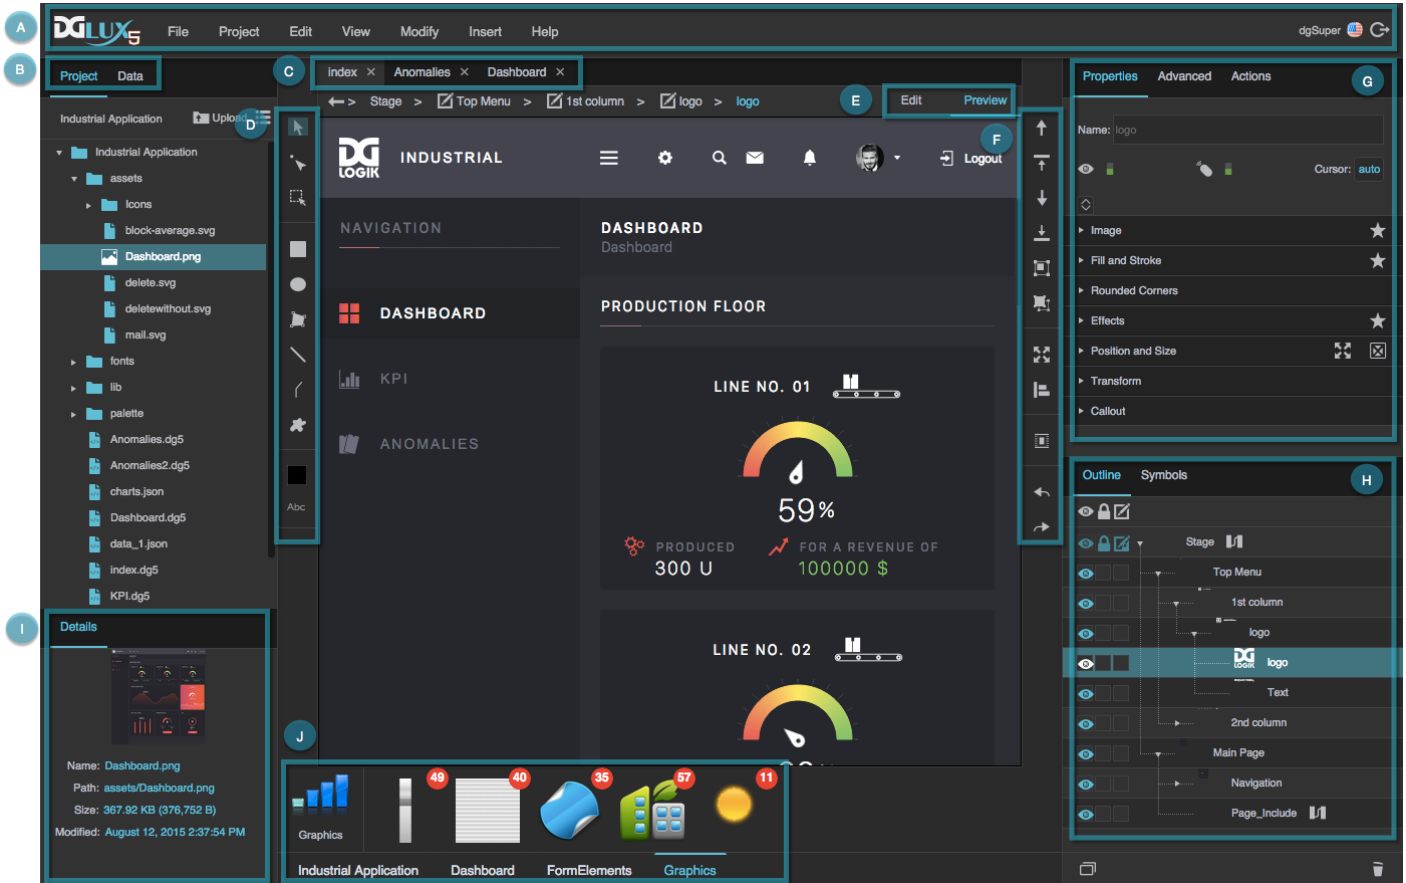 A
DGLUX5
File Project Edit View Modify Insert Help
dgSuper
B
Project Data
C
index × Anomalies × Dashboard ×
Stage > Top Menu > 1st column > logo > logo
E
Edit Preview
Industrial Application Upload
D
Industrial Application
assets
Icons
block-average.svg
Dashboard.png
delete.svg
deletewithout.svg
mail.svg
fonts
lib
palette
Anomalies.dg5
Anomalies2.dg5
charts.json
Dashboard.dg5
data_1.json
index.dg5
KPI.dg5
Abc
DG LOGIK
INDUSTRIAL
Logout
F
NAVIGATION
DASHBOARD
KPI
ANOMALIES
DASHBOARD
Dashboard
PRODUCTION FLOOR
LINE NO. 01
59%
PRODUCED
300 U
FOR A REVENUE OF
100000 $
LINE NO. 02
Properties Advanced Actions
G
Name: logo
Cursor: auto
Image
Fill and Stroke
Rounded Corners
Effects
Position and Size
Transform
Callout
Outline Symbols
H
Stage
Top Menu
1st column
logo
DG LOGIK logo
Text
2nd column
Main Page
Navigation
Page_Include
I
Details
Name: Dashboard.png
Path: assets/Dashboard.png
Size: 367.92 KB (376,752 B)
Modified: August 12, 2015 2:37:54 PM
J
Graphics
49
40
35
57
11
Industrial Application Dashboard FormElements Graphics